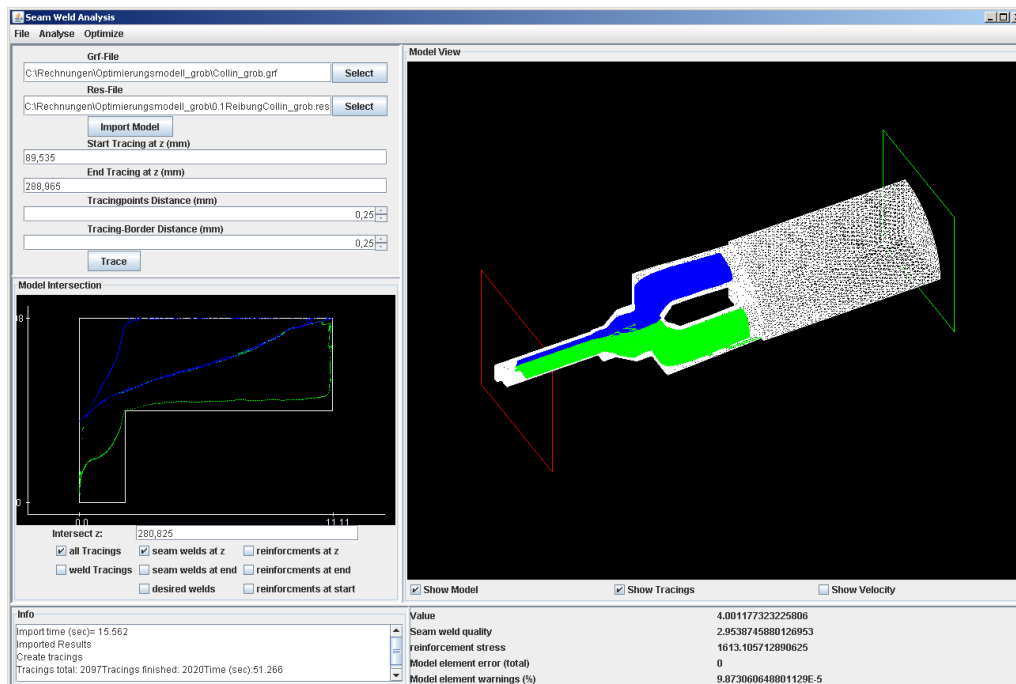 Seam Weld Analysis
File Analyse Optimize
Grf-File
C:\Rechnungen\Optimierungsmodell_grob\Collin_grob.grf Select
Res-File
C:\Rechnungen\Optimierungsmodell_grob\0.1ReibungCollin_grob.res Select
Import Model
Start Tracing at z (mm)
89,535
End Tracing at z (mm)
288,965
Tracingpoints Distance (mm)
0,25
Tracing-Border Distance (mm)
0,25
Trace
Model Intersection
0.0 11.11
Intersect z: 280,825
all Tracings seam welds at z reinforcments at z
weld Tracings seam welds at end reinforcments at end
desired welds reinforcments at start
Model View
Show Model Show Tracings Show Velocity
Info
Import time (sec)= 15.562
Imported Results
Create tracings
Tracings total: 2097Tracings finished: 2020Time (sec):51.266
Value 4.001177323225806
Seam weld quality 2.9538745880126953
reinforcement stress 1613.105712890625
Model element error (total) 0
Model element warnings (%) 9.873060648801129E-5